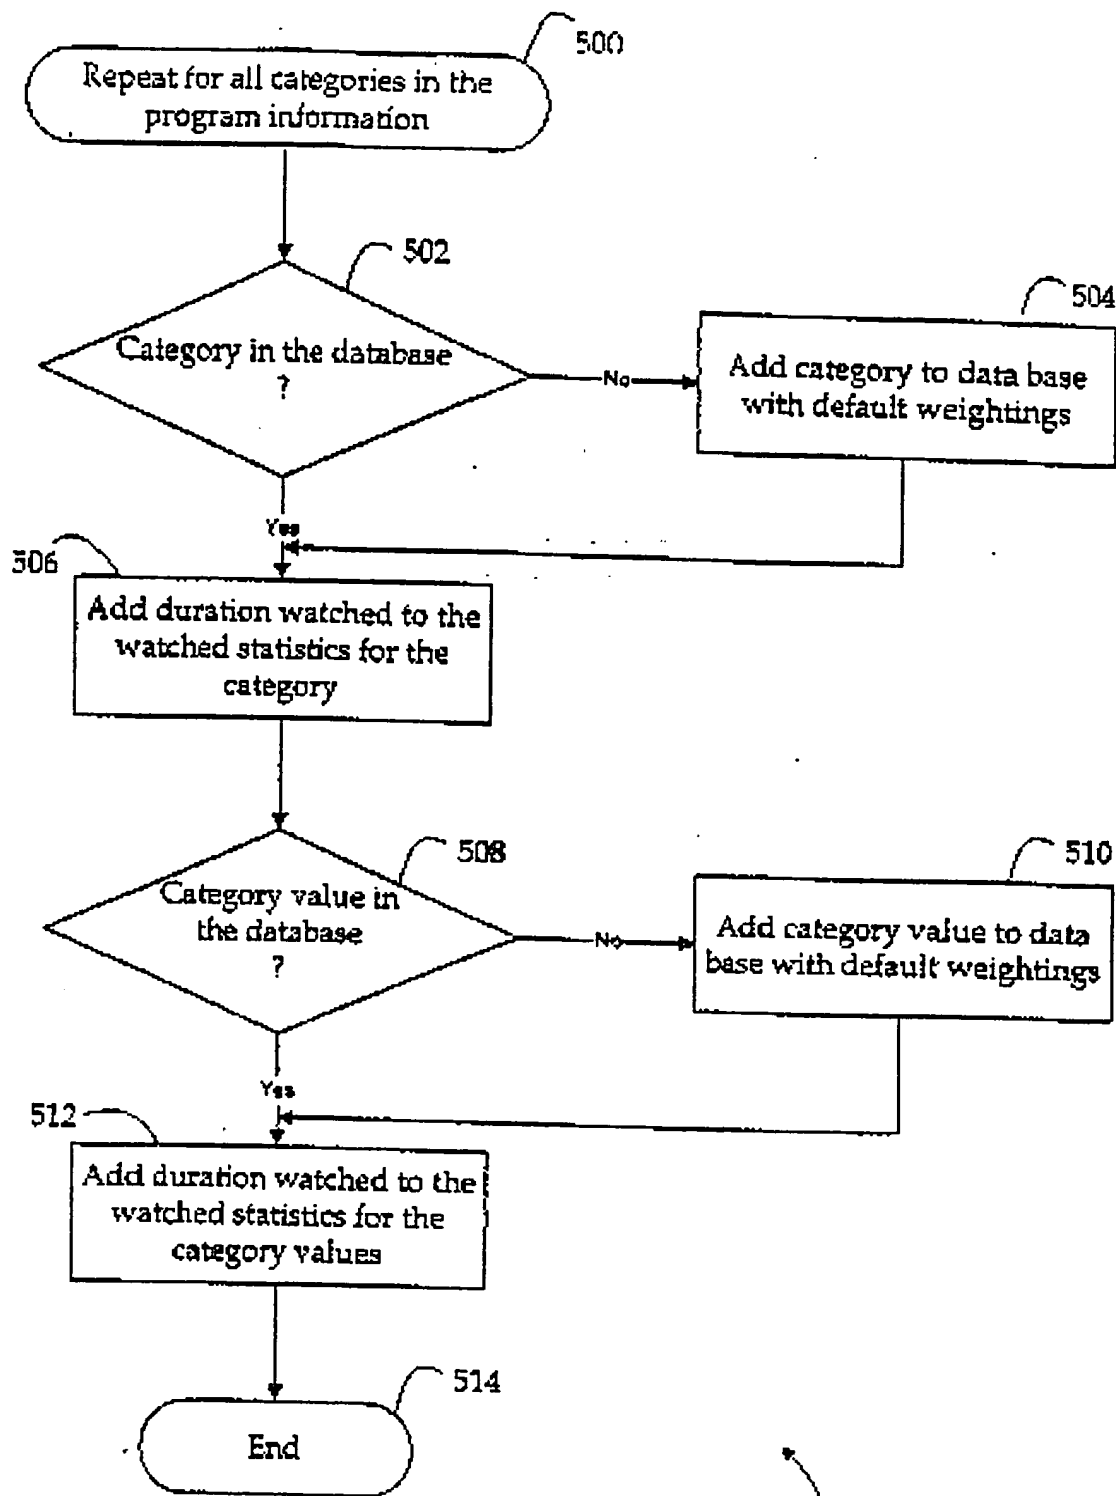 500
Repeat for all categories in the
program information
502
Category in the database
?
No
504
Add category to data base
with default weightings
Yes
506
Add duration watched to the
watched statistics for the
category
508
Category value in
the database
?
No
510
Add category value to data
base with default weightings
Yes
512
Add duration watched to the
watched statistics for the
category values
514
End